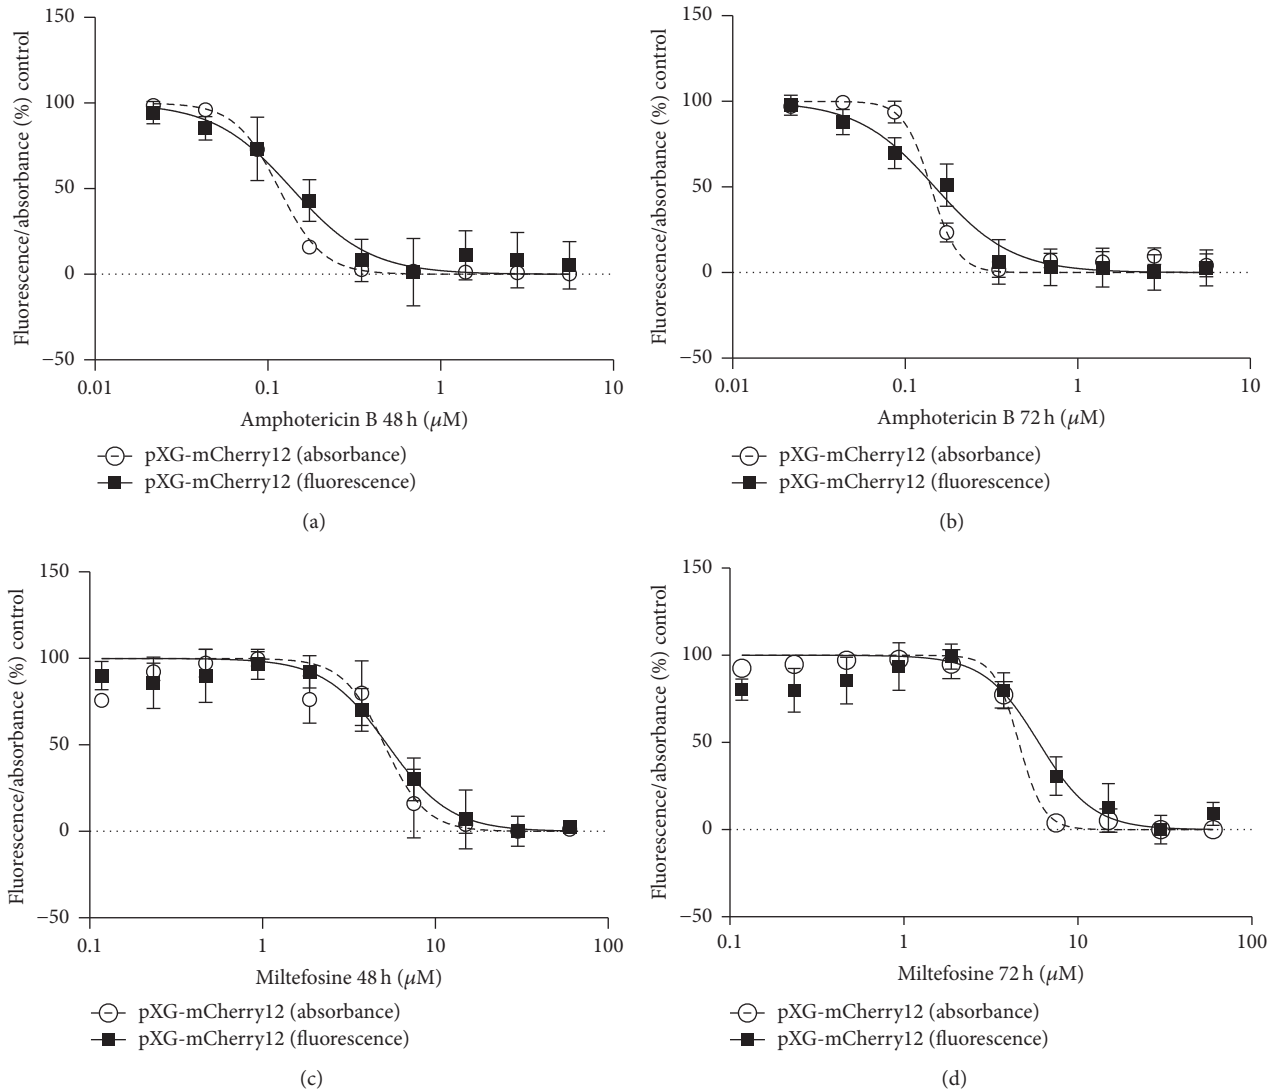 150
100
50
0
−50
Fluorescence/absorbance (%) control
0.01
0.1
1
10
Amphotericin B 48 h (μM)
pXG-mCherry12 (absorbance)
pXG-mCherry12 (fluorescence)
(a)
150
100
50
0
−50
Fluorescence/absorbance (%) control
0.01
0.1
1
10
Amphotericin B 72 h (μM)
pXG-mCherry12 (absorbance)
pXG-mCherry12 (fluorescence)
(b)
150
100
50
0
−50
Fluorescence/absorbance (%) control
0.1
1
10
100
Miltefosine 48 h (μM)
pXG-mCherry12 (absorbance)
pXG-mCherry12 (fluorescence)
(c)
150
100
50
0
−50
Fluorescence/absorbance (%) control
0.1
1
10
100
Miltefosine 72 h (μM)
pXG-mCherry12 (absorbance)
pXG-mCherry12 (fluorescence)
(d)